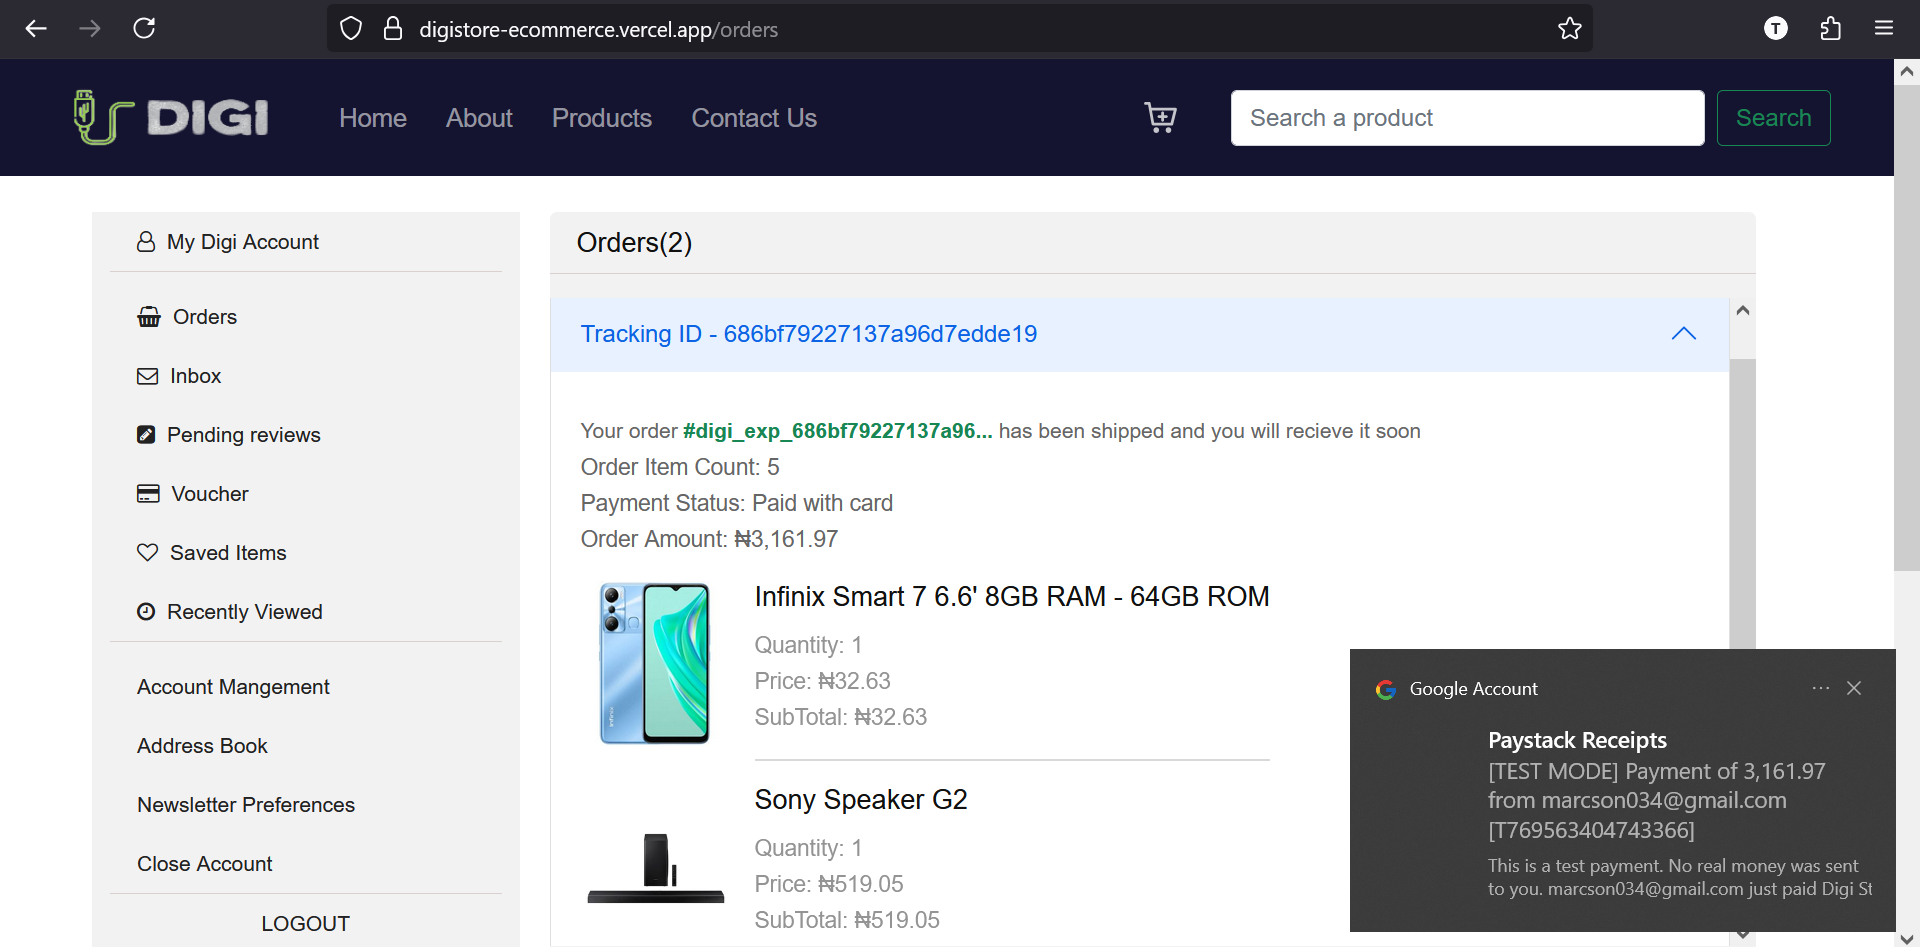 digistore-ecommerce.vercel.app/orders
T
DIGI
Home
About
Products
Contact Us
Search a product
Search
My Digi Account
Orders
Inbox
Pending reviews
Voucher
Saved Items
Recently Viewed
Account Mangement
Address Book
Newsletter Preferences
Close Account
LOGOUT
Orders(2)
Tracking ID - 686bf79227137a96d7edde19
Your order #digi_exp_686bf79227137a96... has been shipped and you will recieve it soon
Order Item Count: 5
Payment Status: Paid with card
Order Amount: ₦3,161.97
Infinix Smart 7 6.6' 8GB RAM - 64GB ROM
Quantity: 1
Price: ₦32.63
SubTotal: ₦32.63
Sony Speaker G2
Quantity: 1
Price: ₦519.05
SubTotal: ₦519.05
Google Account
Paystack Receipts
[TEST MODE] Payment of 3,161.97
from marcson034@gmail.com
[T769563404743366]
This is a test payment. No real money was sent
to you. marcson034@gmail.com just paid Digi St